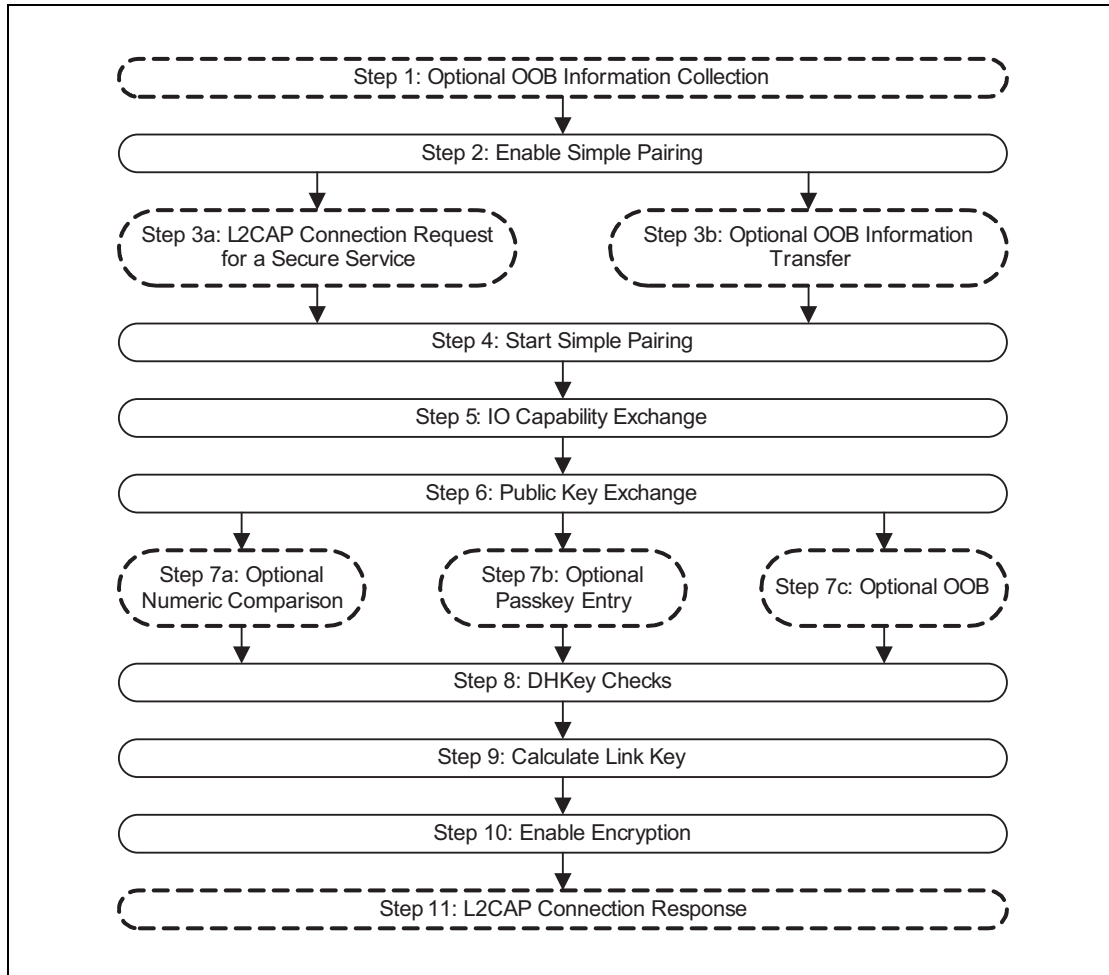 Step 1: Optional OOB Information Collection
Step 2: Enable Simple Pairing
Step 3a: L2CAP Connection Request
for a Secure Service
Step 3b: Optional OOB Information
Transfer
Step 4: Start Simple Pairing
Step 5: IO Capability Exchange
Step 6: Public Key Exchange
Step 7a: Optional
Numeric Comparison
Step 7b: Optional
Passkey Entry
Step 7c: Optional OOB
Step 8: DHKey Checks
Step 9: Calculate Link Key
Step 10: Enable Encryption
Step 11: L2CAP Connection Response